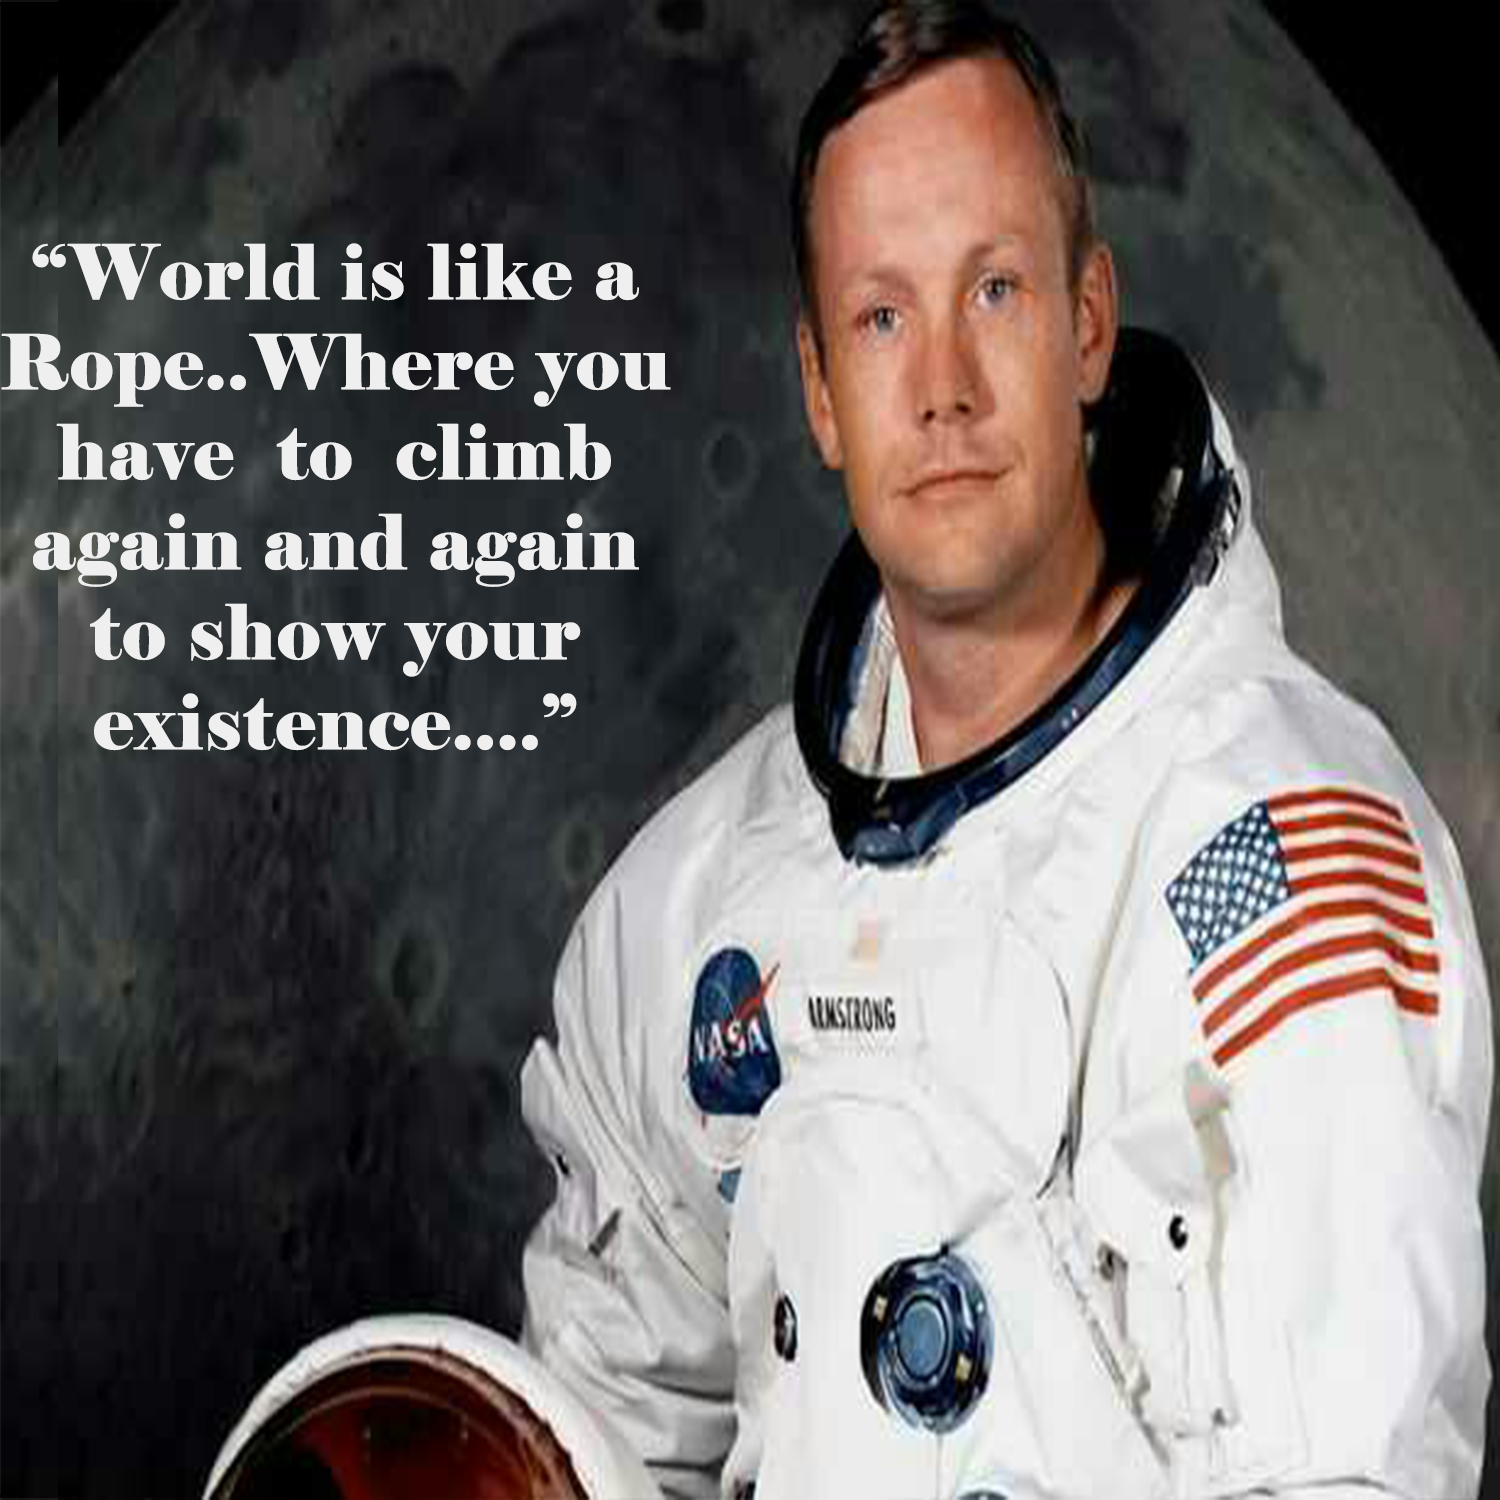 “World is like a
Rope..Where you
have to climb
again and again
to show your
existence....”
NASA
ARMSTRONG